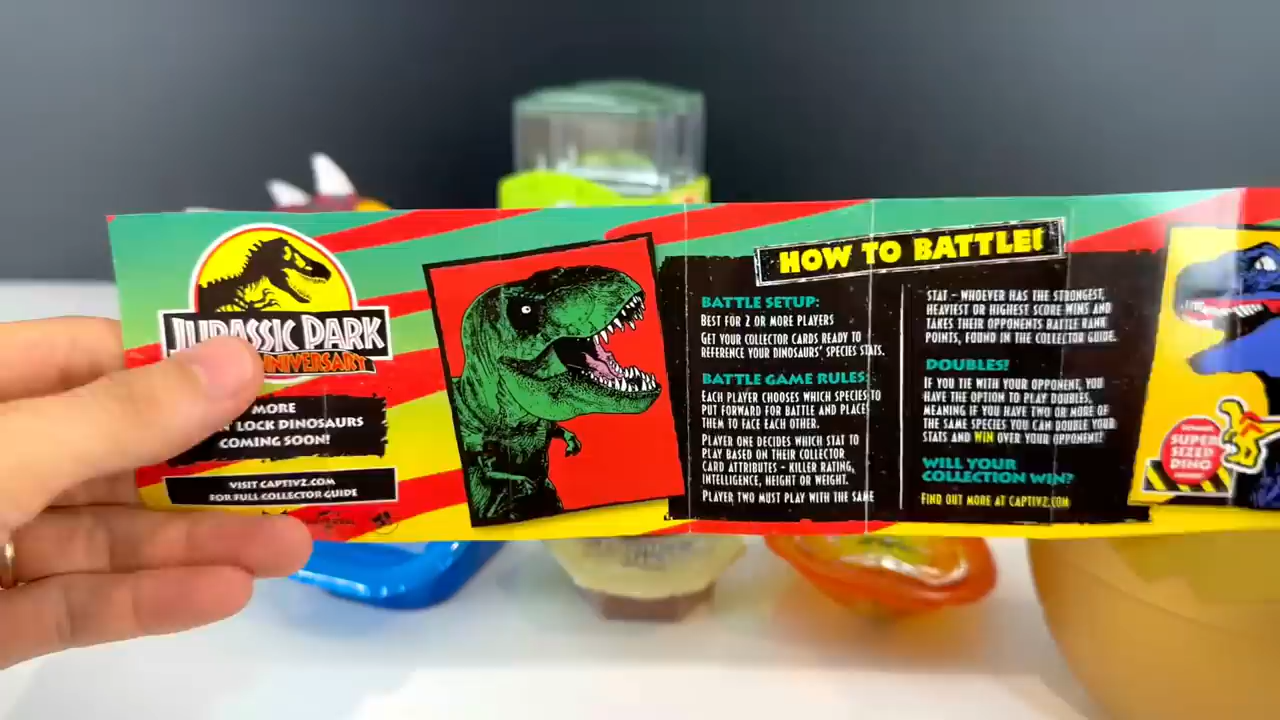 JURASSIC PARK
ANNIVERSARY
MORE
LOCK DINOSAURS
COMING SOON!
VISIT CAPTIVZ.COM
FOR FULL COLLECTOR GUIDE
HOW TO BATTLE!
BATTLE SETUP:
BEST FOR 2 OR MORE PLAYERS
GET YOUR COLLECTOR CARDS READY TO
REFERENCE YOUR DINOSAURS' SPECIES STATS.
BATTLE GAME RULES:
EACH PLAYER CHOOSES WHICH SPECIES TO
PUT FORWARD FOR BATTLE AND PLACE
THEM TO FACE EACH OTHER.
PLAYER ONE DECIDES WHICH STAT TO
PLAY BASED ON THEIR COLLECTOR
CARD ATTRIBUTES - KILLER RATING,
INTELLIGENCE, HEIGHT OR WEIGHT.
PLAYER TWO MUST PLAY WITH THE SAME
STAT - WHOEVER HAS THE STRONGEST,
HEAVIEST OR HIGHEST SCORE WINS AND
TAKES THEIR OPPONENTS BATTLE RANK
POINTS, FOUND IN THE COLLECTOR GUIDE.
DOUBLES!
IF YOU TIE WITH YOUR OPPONENT, YOU
HAVE THE OPTION TO PLAY DOUBLES,
MEANING IF YOU HAVE TWO OR MORE OF
THE SAME SPECIES YOU CAN DOUBLE YOUR
STATS AND WIN OVER YOUR OPPONENT!
WILL YOUR
COLLECTION WIN?
FIND OUT MORE AT CAPTIVZ.COM
SUPER
SIZED
DINO